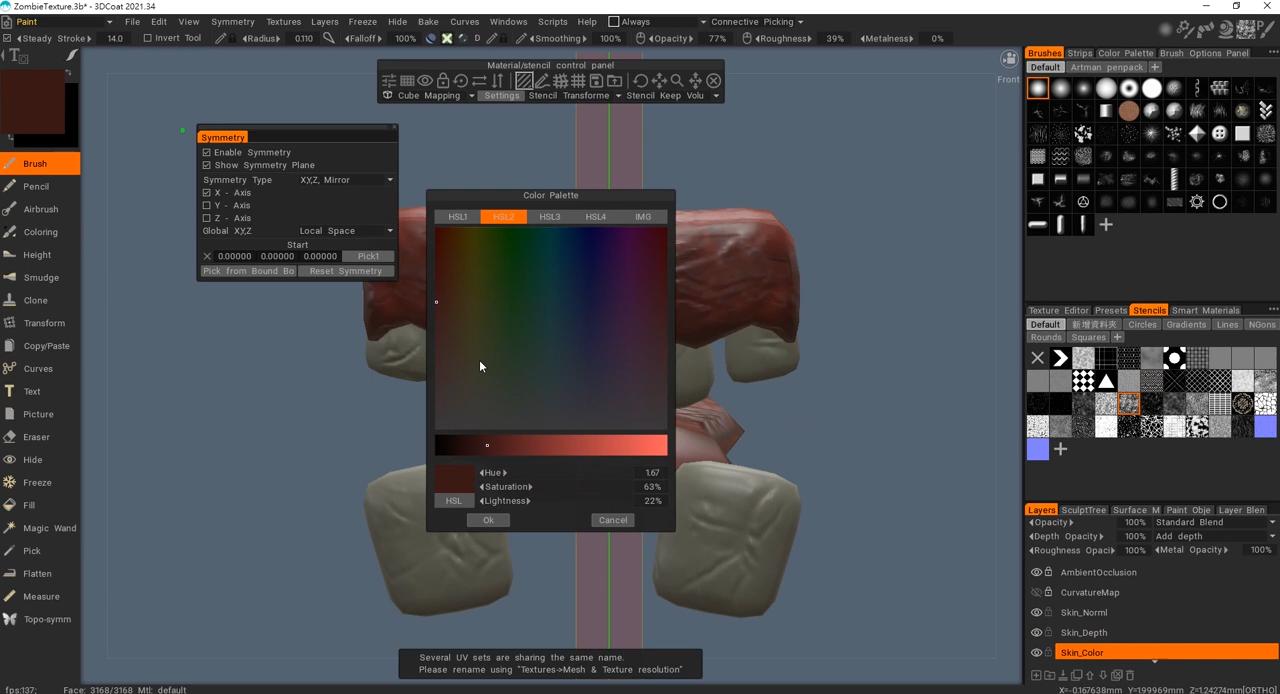 ZombieTexture.3b* - 3DCoat 2021.34
Paint File Edit View Symmetry Textures Layers Freeze Hide Bake Curves Windows Scripts Help Always Connective Picking
Steady Stroke 14.0 Invert Tool Radius 0.110 Falloff 100% D Smoothing 100% Opacity 77% Roughness 39% Metalness 0%
Material/stencil control panel
Cube Mapping Settings Stencil Transforme Stencil Keep Volu
Front
Brush
Pencil
Airbrush
Coloring
Height
Smudge
Clone
Transform
Copy/Paste
Curves
Text
Picture
Eraser
Hide
Freeze
Fill
Magic Wand
Pick
Flatten
Measure
Topo-symm
Symmetry
Enable Symmetry
Show Symmetry Plane
Symmetry Type X,Y,Z, Mirror
X - Axis
Y - Axis
Z - Axis
Global X,Y,Z Local Space
Start
0.00000 0.00000 0.00000 Pick1
Pick from Bound Bo Reset Symmetry
Color Palette
HSL1 HSL2 HSL3 HSL4 IMG
Hue 1.67
Saturation 63%
HSL Lightness 22%
Ok Cancel
Several UV sets are sharing the same name.
Please rename using "Textures->Mesh & Texture resolution"
Brushes Strips Color Palette Brush Options Panel
Default Artman penpack
Texture Editor Presets Stencils Smart Materials
Default 新增資料夾 Circles Gradients Lines NGons
Rounds Squares
Layers SculptTree Surface M Paint Obje Layer Blen
Opacity 100% Standard Blend
Depth Opacity 100% Add depth
Roughness Opaci 100% Metal Opacity 100%
AmbientOcclusion
CurvatureMap
Skin_Norml
Skin_Depth
Skin_Color
fps:137; Face: 3168/3168 Mtl: default X=-0.167638mm Y=1.99969mm Z=1.24274mm[ORTHO]